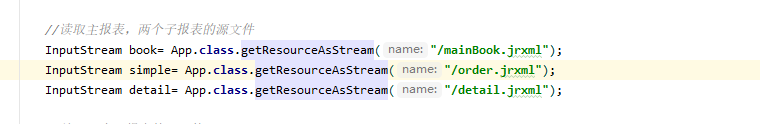 //读取主报表，两个子报表的源文件
InputStream book= App.class.getResourceAsStream( name: "/mainBook.jrxml");
InputStream simple= App.class.getResourceAsStream( name: "/order.jrxml");
InputStream detail= App.class.getResourceAsStream( name: "/detail.jrxml");